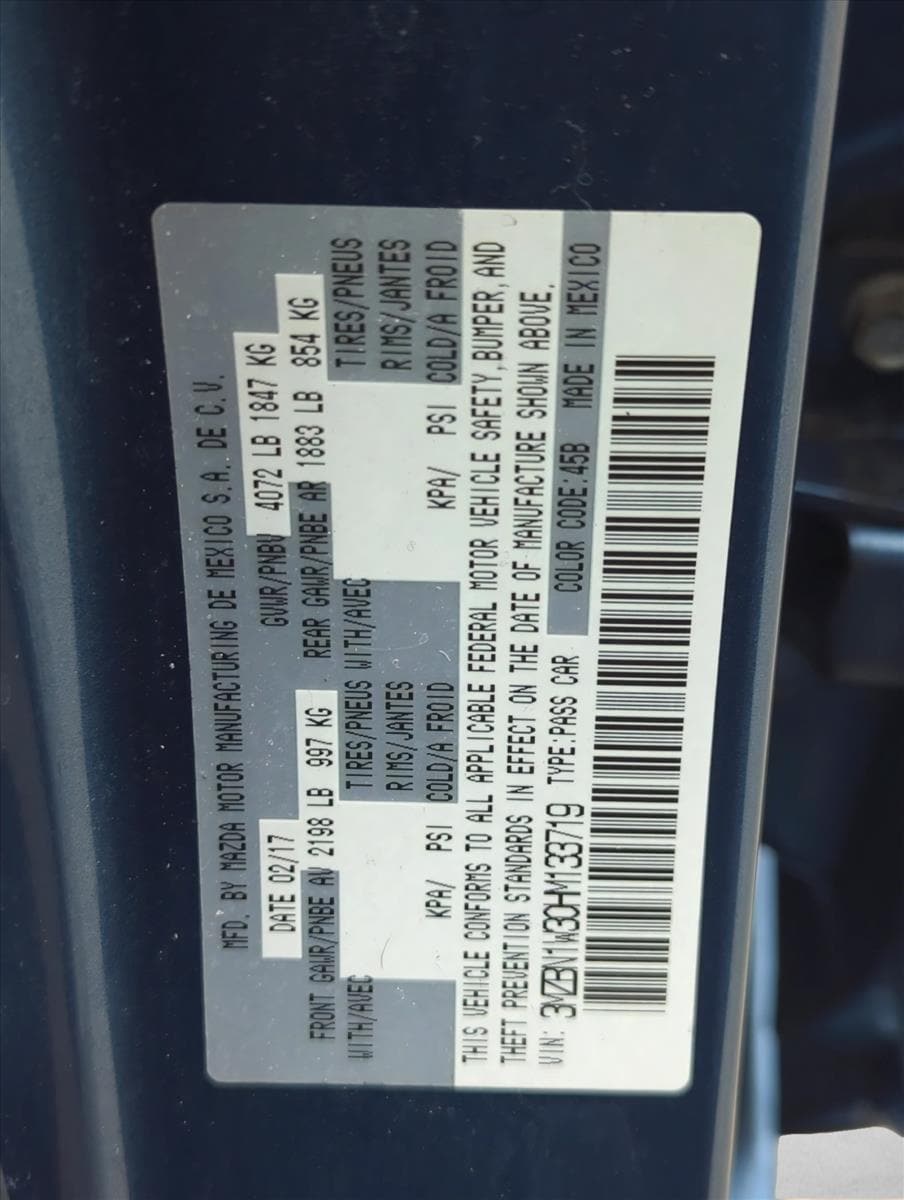 MFD. BY MAZDA MOTOR MANUFACTURING DE MEXICO S.A. DE C.V.
DATE 02/17 GVWR/PNBV 4072 LB 1847 KG
FRONT GAWR/PNBE AV 2198 LB 997 KG REAR GAWR/PNBE AR 1883 LB 854 KG
WITH/AVEC TIRES/PNEUS WITH/AVEC TIRES/PNEUS
RIMS/JANTES RIMS/JANTES
KPA/ PSI COLD/A FROID KPA/ PSI COLD/A FROID
THIS VEHICLE CONFORMS TO ALL APPLICABLE FEDERAL MOTOR VEHICLE SAFETY, BUMPER, AND
THEFT PREVENTION STANDARDS IN EFFECT ON THE DATE OF MANUFACTURE SHOWN ABOVE.
VIN: 3MZBN1W30HM133719 TYPE:PASS CAR COLOR CODE:45B MADE IN MEXICO